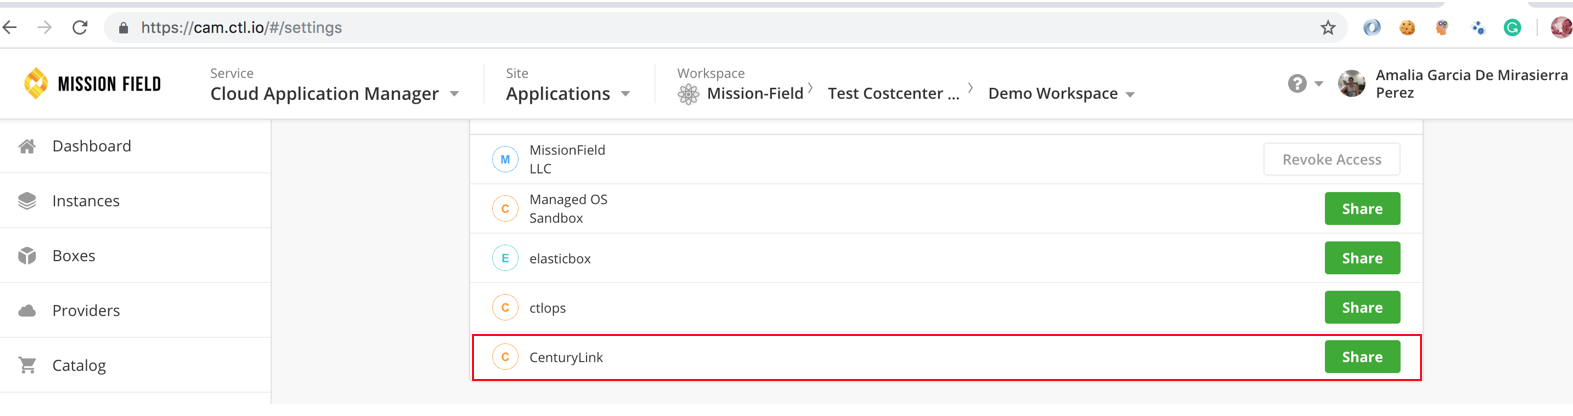 https://cam.ctl.io/#/settings
MISSION FIELD
Service
Cloud Application Manager
Site
Applications
Workspace
Mission-Field
Test Costcenter ...
Demo Workspace
?
Amalia Garcia De Mirasierra
Perez
Dashboard
Instances
Boxes
Providers
Catalog
M
MissionField
LLC
Revoke Access
C
Managed OS
Sandbox
Share
E
elasticbox
Share
C
ctlops
Share
C
CenturyLink
Share